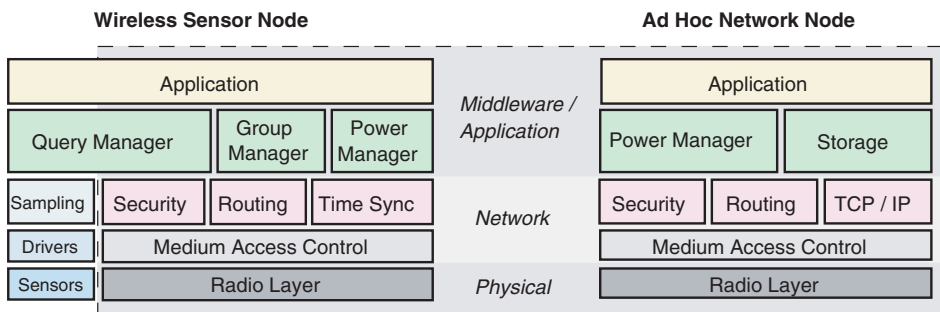 Wireless Sensor Node
Ad Hoc Network Node
Application
Middleware /
Application
Application
Query Manager
Group
Manager
Power
Manager
Power Manager
Storage
Sampling
Security
Routing
Time Sync
Network
Security
Routing
TCP / IP
Drivers
Medium Access Control
Medium Access Control
Sensors
Radio Layer
Physical
Radio Layer